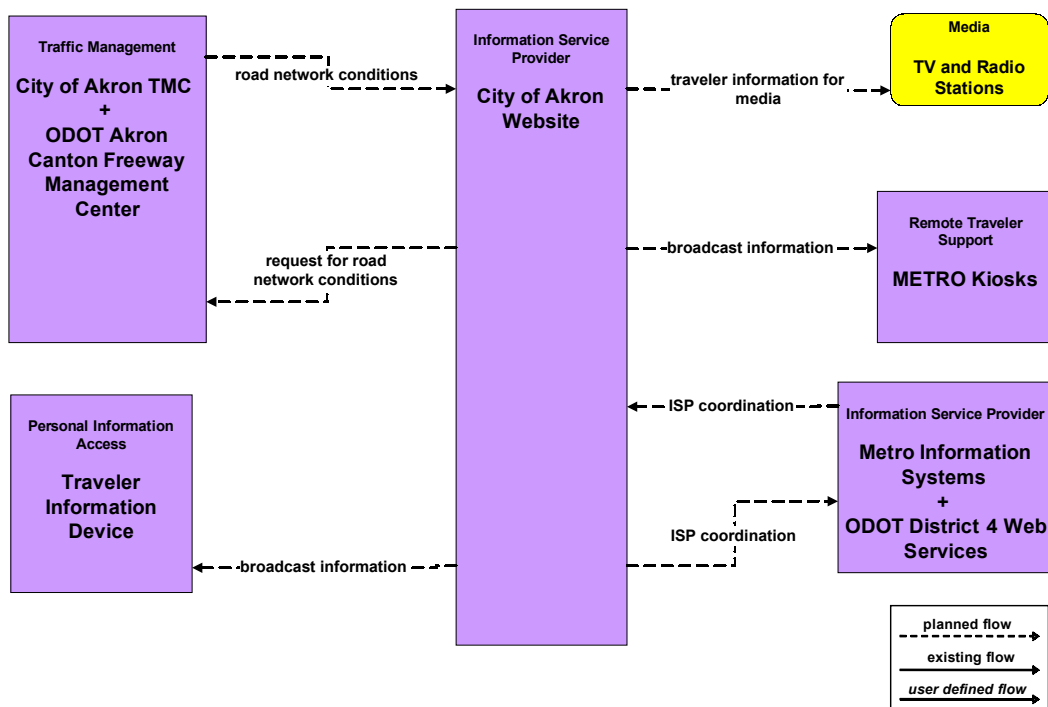 Traffic Management
City of Akron TMC
+
ODOT Akron
Canton Freeway
Management
Center
road network conditions
Information Service
Provider
City of Akron
Website
traveler information for
media
Media
TV and Radio
Stations
request for road
network conditions
broadcast information
Remote Traveler
Support
METRO Kiosks
Personal Information
Access
Traveler
Information
Device
broadcast information
ISP coordination
ISP coordination
Information Service Provider
Metro Information
Systems
+
ODOT District 4 Web
Services
planned flow
existing flow
user defined flow